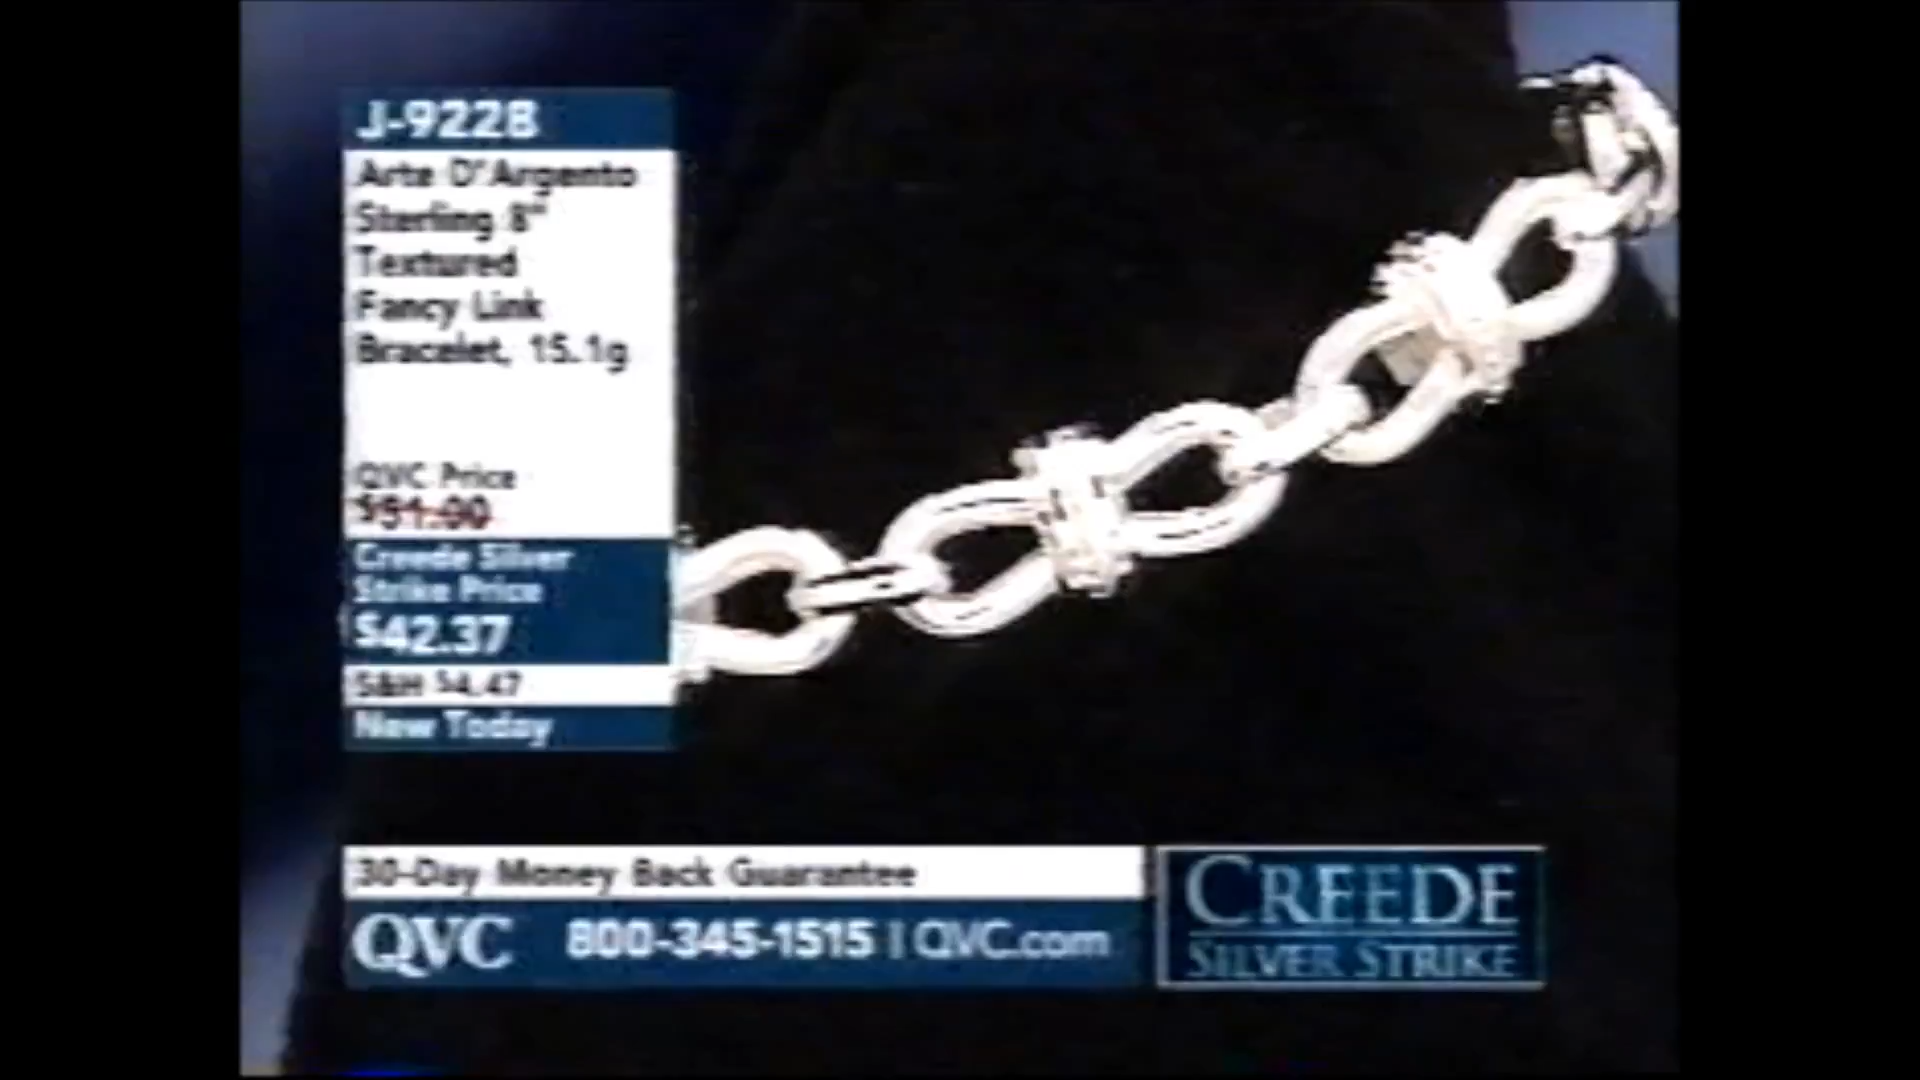 J-9228
Arte D'Argento
Sterling 8"
Textured
Fancy Link
Bracelet, 15.1g
QVC Price
$51.00
Creede Silver
Strike Price
$42.37
S&H $4.47
New Today
30-Day Money Back Guarantee
QVC 800-345-1515 | QVC.com
CREEDE
SILVER STRIKE